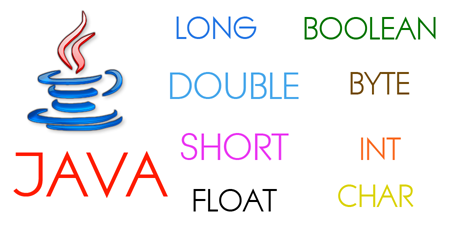 LONG BOOLEAN
DOUBLE BYTE
SHORT INT
JAVA
FLOAT CHAR